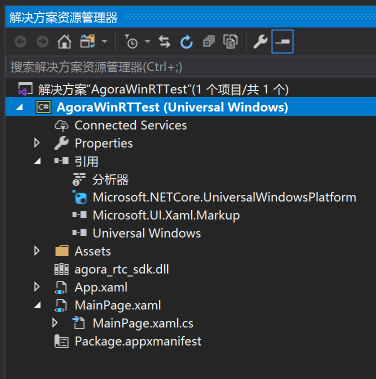 解决方案资源管理器
搜索解决方案资源管理器(Ctrl+;)
解决方案"AgoraWinRTTest"(1 个项目/共 1 个)
AgoraWinRTTest (Universal Windows)
Connected Services
Properties
引用
分析器
Microsoft.NETCore.UniversalWindowsPlatform
Microsoft.UI.Xaml.Markup
Universal Windows
Assets
agora_rtc_sdk.dll
App.xaml
MainPage.xaml
MainPage.xaml.cs
Package.appxmanifest